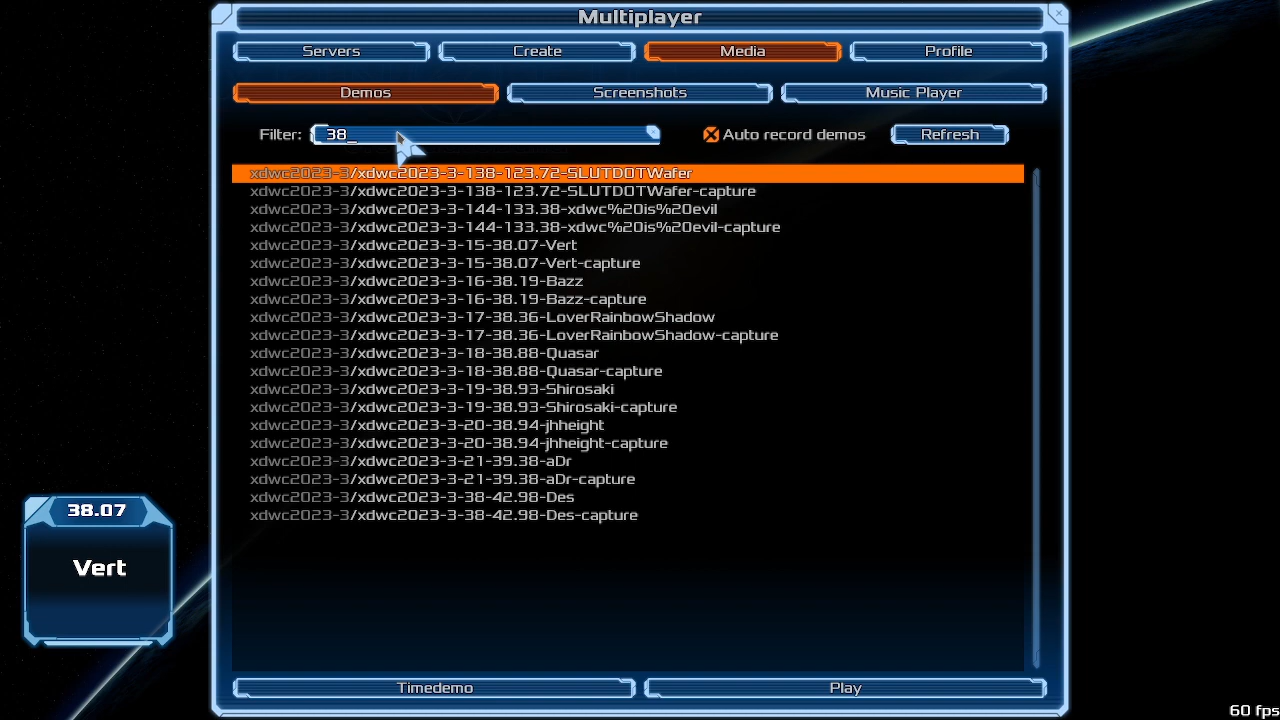 Multiplayer
Servers Create Media Profile
Demos Screenshots Music Player
Filter: 38_ Auto record demos Refresh
xdwc2023-3/xdwc2023-3-138-123.72-SLUTDOTWafer
xdwc2023-3/xdwc2023-3-138-123.72-SLUTDOTWafer-capture
xdwc2023-3/xdwc2023-3-144-133.38-xdwc%20is%20evil
xdwc2023-3/xdwc2023-3-144-133.38-xdwc%20is%20evil-capture
xdwc2023-3/xdwc2023-3-15-38.07-Vert
xdwc2023-3/xdwc2023-3-15-38.07-Vert-capture
xdwc2023-3/xdwc2023-3-16-38.19-Bazz
xdwc2023-3/xdwc2023-3-16-38.19-Bazz-capture
xdwc2023-3/xdwc2023-3-17-38.36-LoverRainbowShadow
xdwc2023-3/xdwc2023-3-17-38.36-LoverRainbowShadow-capture
xdwc2023-3/xdwc2023-3-18-38.88-Quasar
xdwc2023-3/xdwc2023-3-18-38.88-Quasar-capture
xdwc2023-3/xdwc2023-3-19-38.93-Shirosaki
xdwc2023-3/xdwc2023-3-19-38.93-Shirosaki-capture
xdwc2023-3/xdwc2023-3-20-38.94-jhheight
xdwc2023-3/xdwc2023-3-20-38.94-jhheight-capture
xdwc2023-3/xdwc2023-3-21-39.38-aDr
xdwc2023-3/xdwc2023-3-21-39.38-aDr-capture
xdwc2023-3/xdwc2023-3-38-42.98-Des
xdwc2023-3/xdwc2023-3-38-42.98-Des-capture
38.07
Vert
Timedemo Play
60 fps